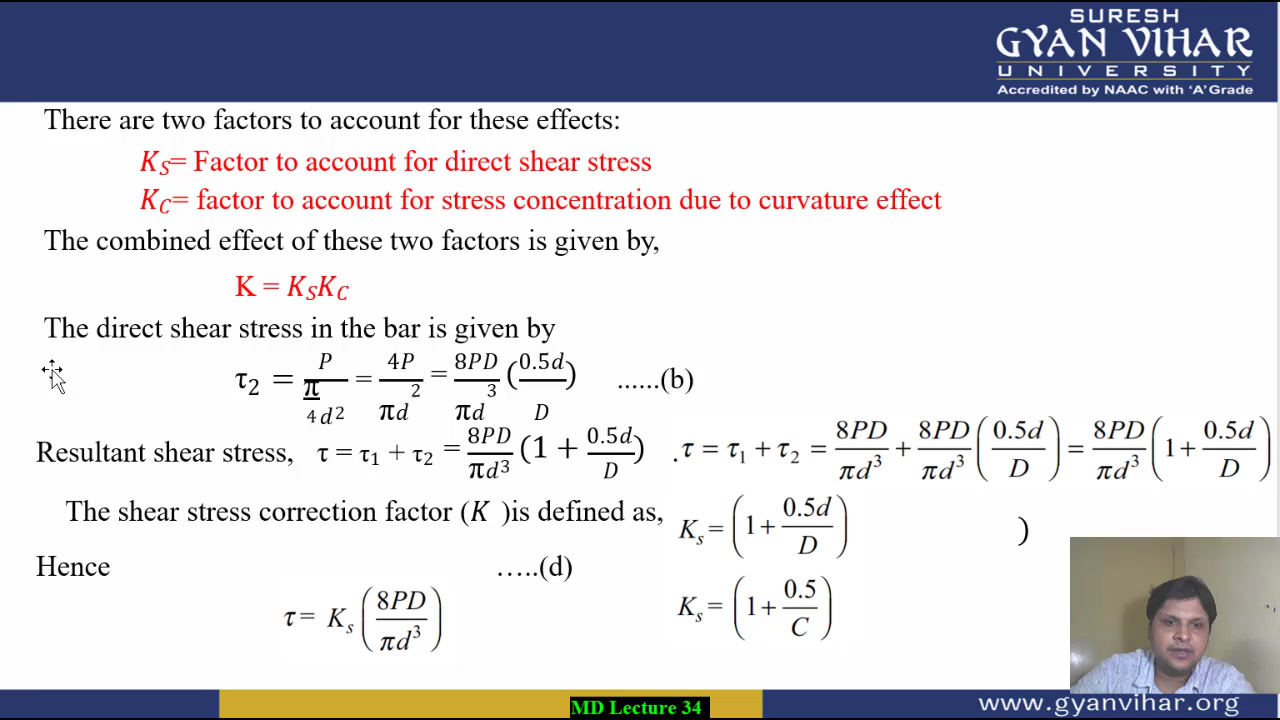 SURESH
GYAN VIHAR
UNIVERSITY
Accredited by NAAC with ‘A’ Grade
There are two factors to account for these effects:
K_S= Factor to account for direct shear stress
K_C= factor to account for stress concentration due to curvature effect
The combined effect of these two factors is given by,
K = K_S K_C
The direct shear stress in the bar is given by
τ₂ = P / (π/4 d²) = 4P / πd² = 8PD / πd³ (0.5d / D) ......(b)
Resultant shear stress, τ = τ₁ + τ₂ = 8PD / πd³ (1 + 0.5d / D) .τ = τ₁ + τ₂ = 8PD / πd³ + 8PD / πd³ (0.5d / D) = 8PD / πd³ (1 + 0.5d / D)
The shear stress correction factor (K )is defined as, K_s = (1 + 0.5d / D) )
Hence …..(d)
τ = K_s (8PD / πd³) K_s = (1 + 0.5 / C)
MD Lecture 34
www.gyanvihar.org